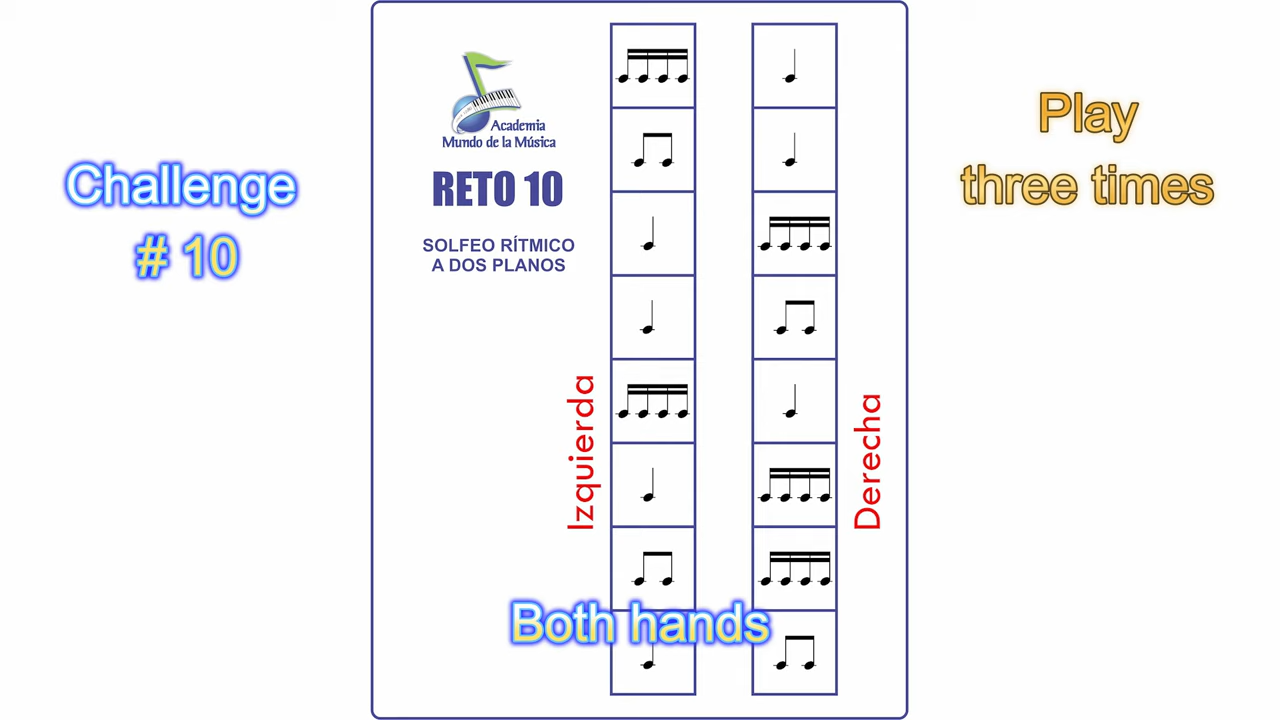 Challenge
# 10
Academia
Mundo de la Música
RETO 10
SOLFEO RÍTMICO
A DOS PLANOS
Izquierda
Derecha
Play
three times
Both hands